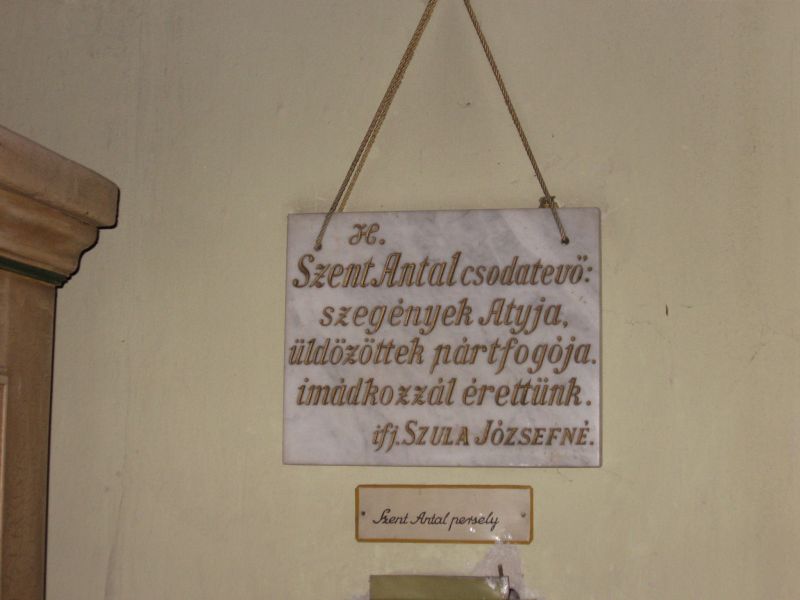 H.
Szent Antal csodatevő:
szegények Atyja,
üldözöttek pártfogója.
imádkozzál érettünk.
ifj. SZULA JÓZSEFNÉ.
Szent Antal persely